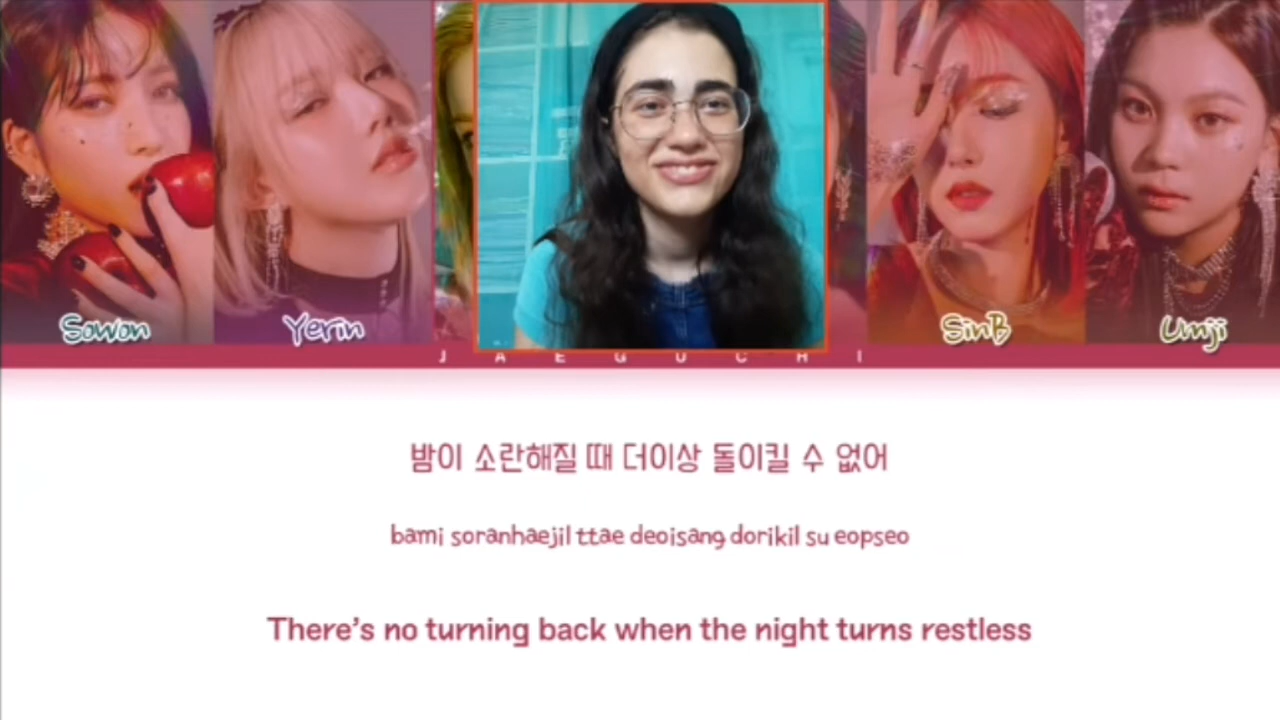 Sowon
Yerin
SinB
Umji
J A E G U C H I
밤이 소란해질 때 더이상 돌이킬 수 없어
bami soranhaejil ttae deoisang dorikil su eopseo
There's no turning back when the night turns restless